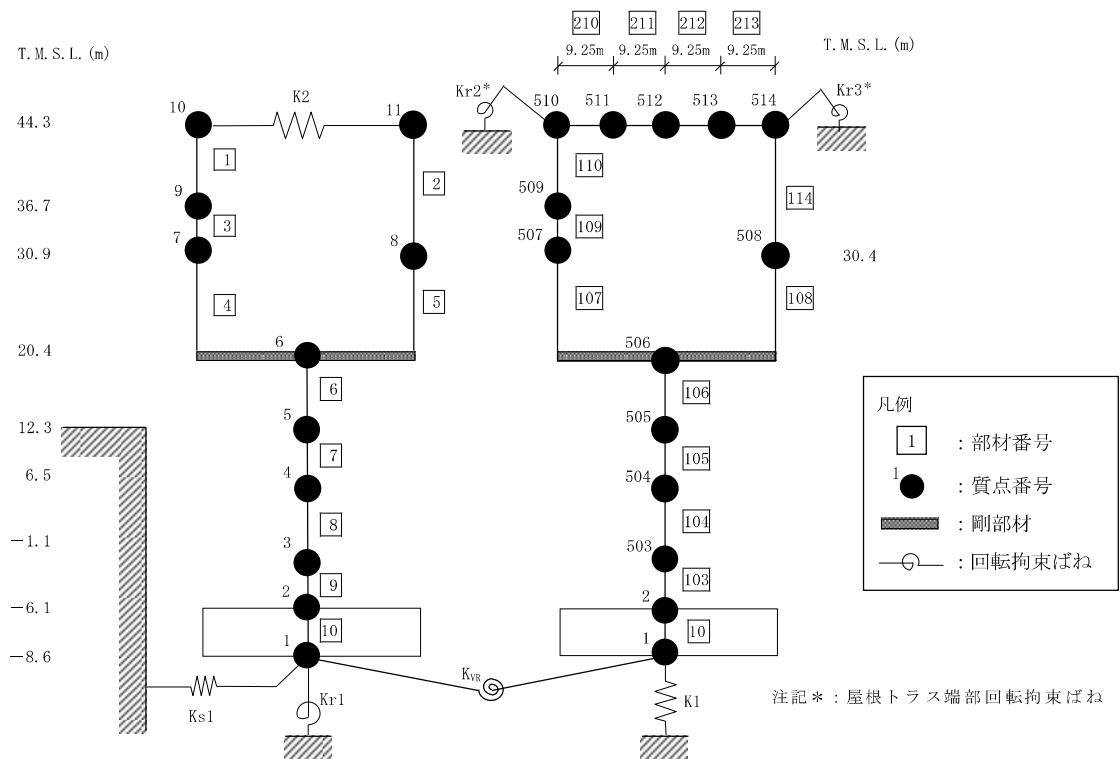 210 211 212 213
T.M.S.L.(m) 9.25m 9.25m 9.25m 9.25m T.M.S.L.(m)
K2 Kr2* Kr3*
44.3 10 11 510 511 512 513 514
1 2 110 114
36.7 9 509
3 109
30.9 7 8 507 508 30.4
4 5 107 108
20.4 6 506
6 106
12.3 5 505
7 105
6.5 4 504
8 104
-1.1 3 503
9 103
-6.1 2 2
10 10
-8.6 1 1
Ks1 Kr1 KVR K1
凡例
1 :部材番号
1 :質点番号
:剛部材
:回転拘束ばね
注記*:屋根トラス端部回転拘束ばね